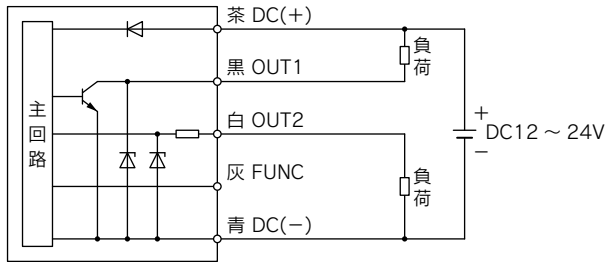 茶 DC(+)
負荷
黒 OUT1
主回路
白 OUT2
+
DC12 ~ 24V
−
灰 FUNC
負荷
青 DC(−)